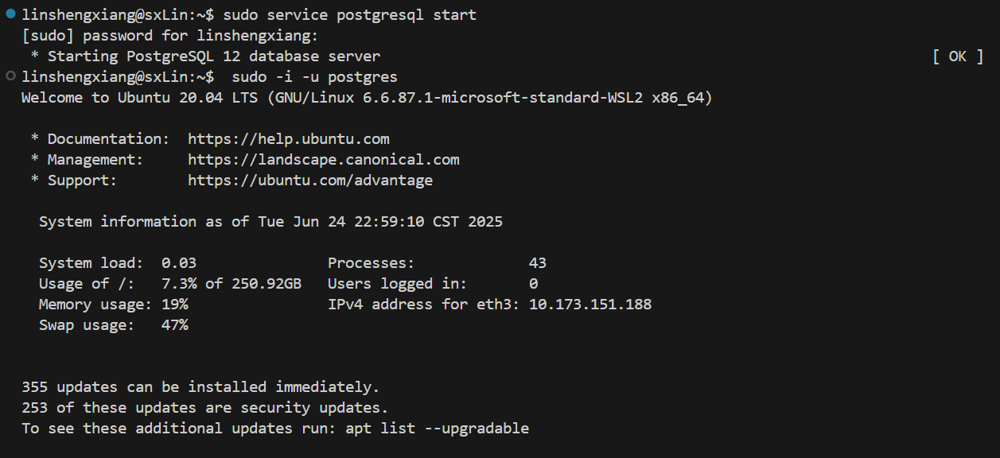 linshengxiang@sxLin:~$ sudo service postgresql start
[sudo] password for linshengxiang:
 * Starting PostgreSQL 12 database server [ OK ]
linshengxiang@sxLin:~$  sudo -i -u postgres
Welcome to Ubuntu 20.04 LTS (GNU/Linux 6.6.87.1-microsoft-standard-WSL2 x86_64)
 * Documentation:  https://help.ubuntu.com
 * Management:     https://landscape.canonical.com
 * Support:        https://ubuntu.com/advantage
  System information as of Tue Jun 24 22:59:10 CST 2025
  System load:  0.03               Processes:             43
  Usage of /:   7.3% of 250.92GB   Users logged in:       0
  Memory usage: 19%                IPv4 address for eth3: 10.173.151.188
  Swap usage:   47%
355 updates can be installed immediately.
253 of these updates are security updates.
To see these additional updates run: apt list --upgradable